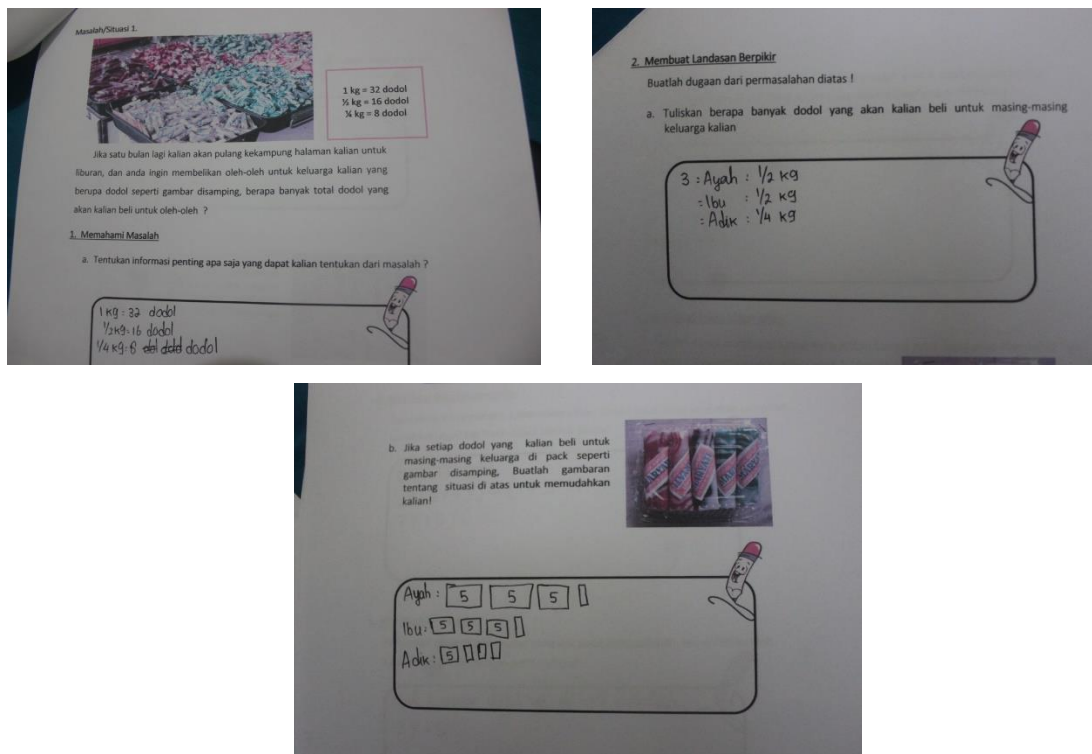 Masalah/Situasi 1.
1 kg = 32 dodol
½ kg = 16 dodol
¼ kg = 8 dodol
Jika satu bulan lagi kalian akan pulang kekampung halaman kalian untuk
liburan, dan anda ingin membelikan oleh-oleh untuk keluarga kalian yang
berupa dodol seperti gambar disamping, berapa banyak total dodol yang
akan kalian beli untuk oleh-oleh ?
1. Memahami Masalah
a. Tentukan informasi penting apa saja yang dapat kalian tentukan dari masalah ?
1 kg : 32 dodol
1/2 kg : 16 dodol
1/4 kg : 8 dodol
2. Membuat Landasan Berpikir
Buatlah dugaan dari permasalahan diatas !
a. Tuliskan berapa banyak dodol yang akan kalian beli untuk masing-masing
keluarga kalian
3 : Ayah : 1/2 kg
: Ibu : 1/2 kg
: Adik : 1/4 kg
b. Jika setiap dodol yang kalian beli untuk
masing-masing keluarga di pack seperti
gambar disamping, Buatlah gambaran
tentang situasi di atas untuk memudahkan
kalian!
Ayah : 5 5 5
Ibu : 5 5 5
Adik : 5